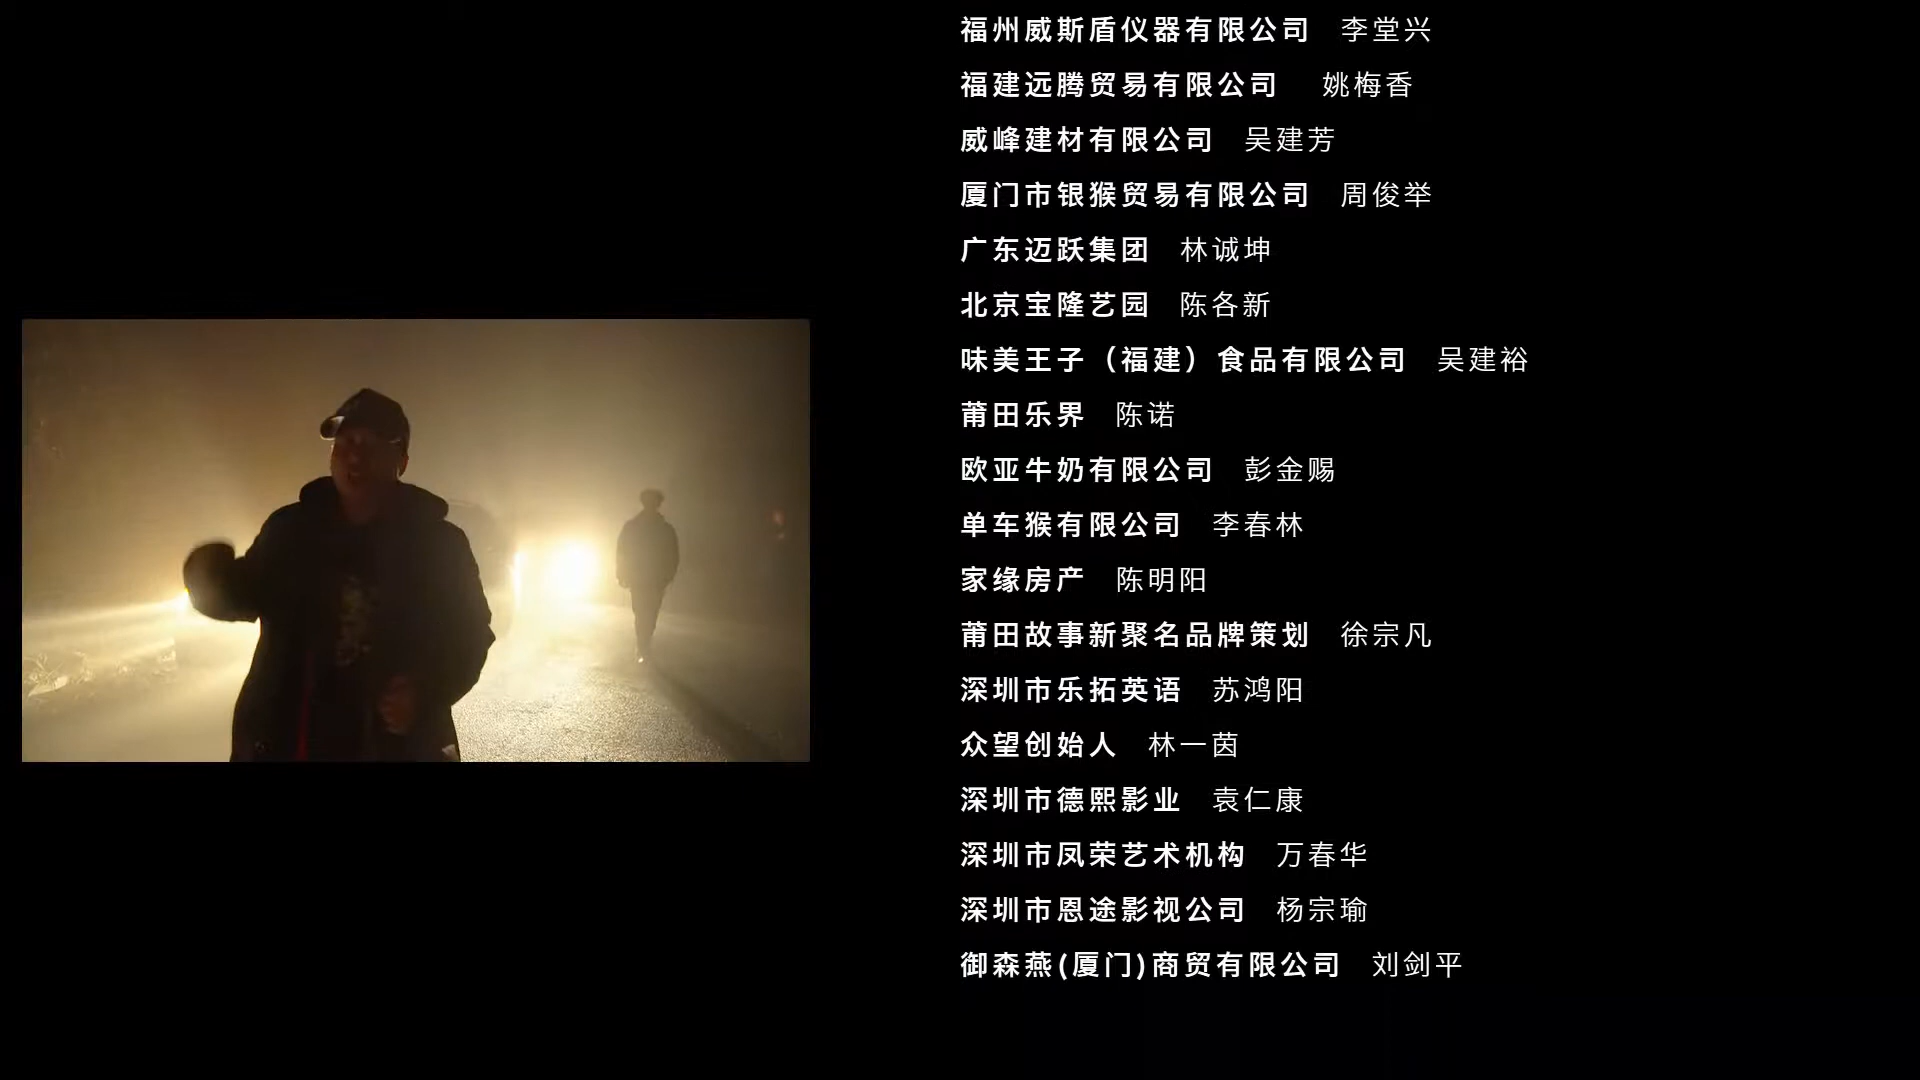 福州威斯盾仪器有限公司 李堂兴
福建远腾贸易有限公司 姚梅香
威峰建材有限公司 吴建芳
厦门市银猴贸易有限公司 周俊举
广东迈跃集团 林诚坤
北京宝隆艺园 陈各新
味美王子（福建）食品有限公司 吴建裕
莆田乐界 陈诺
欧亚牛奶有限公司 彭金赐
单车猴有限公司 李春林
家缘房产 陈明阳
莆田故事新聚名品牌策划 徐宗凡
深圳市乐拓英语 苏鸿阳
众望创始人 林一茵
深圳市德熙影业 袁仁康
深圳市凤荣艺术机构 万春华
深圳市恩途影视公司 杨宗瑜
御森燕(厦门)商贸有限公司 刘剑平